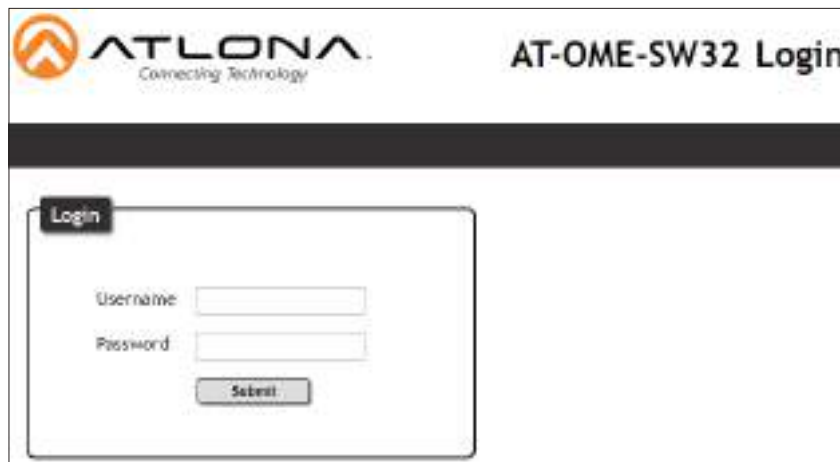 ATLONA.
Connecting Technology
AT-OME-SW32 Login
Login
Username
Password
Submit